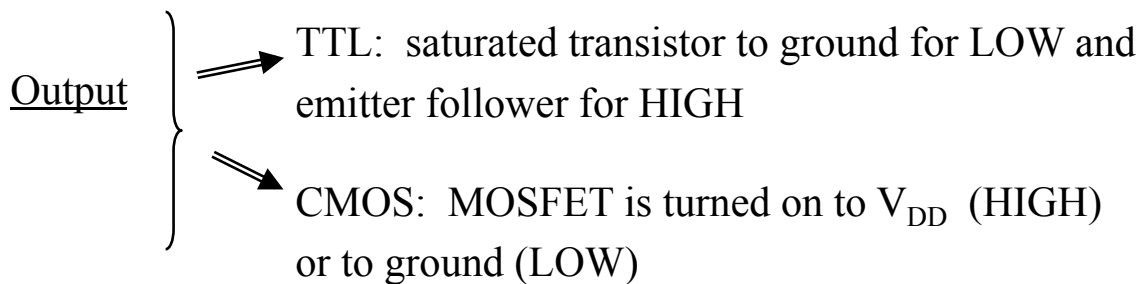 Output
TTL: saturated transistor to ground for LOW and
emitter follower for HIGH
CMOS: MOSFET is turned on to V_DD (HIGH)
or to ground (LOW)